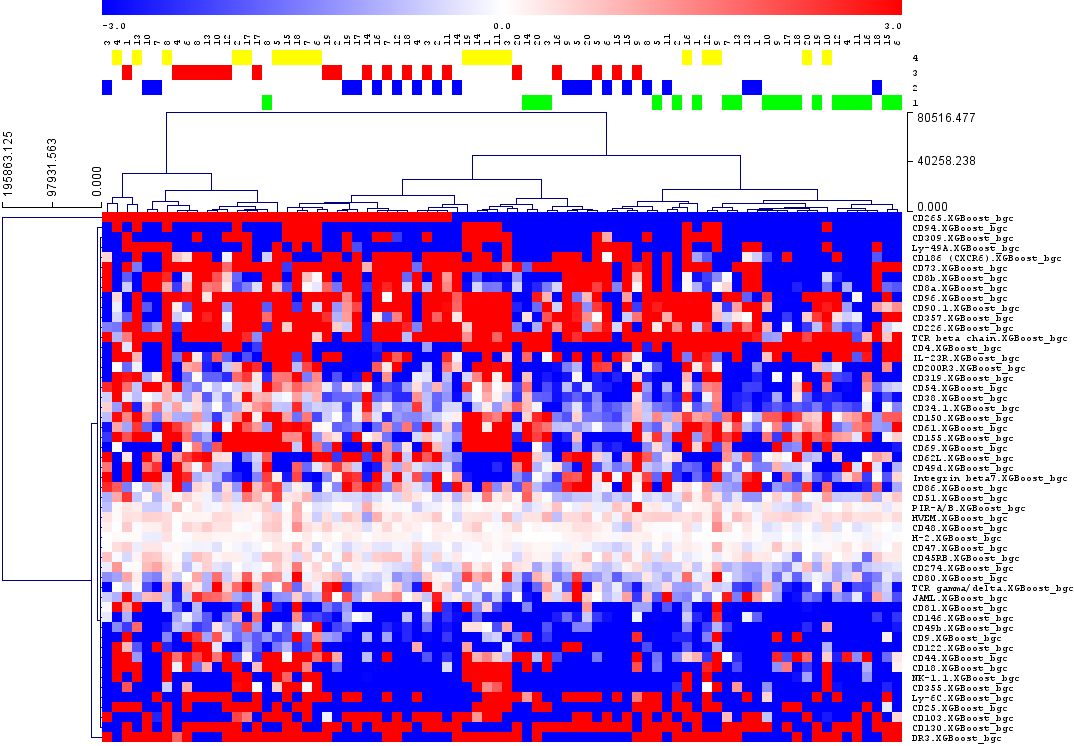 -3.0 0.0 3.0
4
3
2
1
80516.477
40258.238
0.000
195863.125
97931.563
0.000
CD265.XGBoost_bgc
CD94.XGBoost_bgc
CD309.XGBoost_bgc
Ly-49A.XGBoost_bgc
CD186 (CXCR6).XGBoost_bgc
CD73.XGBoost_bgc
CD8b.XGBoost_bgc
CD8a.XGBoost_bgc
CD96.XGBoost_bgc
CD90.1.XGBoost_bgc
CD357.XGBoost_bgc
CD226.XGBoost_bgc
TCR beta chain.XGBoost_bgc
CD4.XGBoost_bgc
IL-23R.XGBoost_bgc
CD200R3.XGBoost_bgc
CD319.XGBoost_bgc
CD54.XGBoost_bgc
CD38.XGBoost_bgc
CD34.1.XGBoost_bgc
CD150.XGBoost_bgc
CD61.XGBoost_bgc
CD155.XGBoost_bgc
CD69.XGBoost_bgc
CD62L.XGBoost_bgc
CD49d.XGBoost_bgc
Integrin beta7.XGBoost_bgc
CD86.XGBoost_bgc
CD51.XGBoost_bgc
PIR-A/B.XGBoost_bgc
HVEM.XGBoost_bgc
CD48.XGBoost_bgc
H-2.XGBoost_bgc
CD47.XGBoost_bgc
CD45RB.XGBoost_bgc
CD274.XGBoost_bgc
CD80.XGBoost_bgc
TCR gamma/delta.XGBoost_bgc
JAML.XGBoost_bgc
CD81.XGBoost_bgc
CD146.XGBoost_bgc
CD49b.XGBoost_bgc
CD9.XGBoost_bgc
CD122.XGBoost_bgc
CD44.XGBoost_bgc
CD18.XGBoost_bgc
NK-1.1.XGBoost_bgc
CD355.XGBoost_bgc
Ly-6C.XGBoost_bgc
CD25.XGBoost_bgc
CD103.XGBoost_bgc
CD130.XGBoost_bgc
DR3.XGBoost_bgc